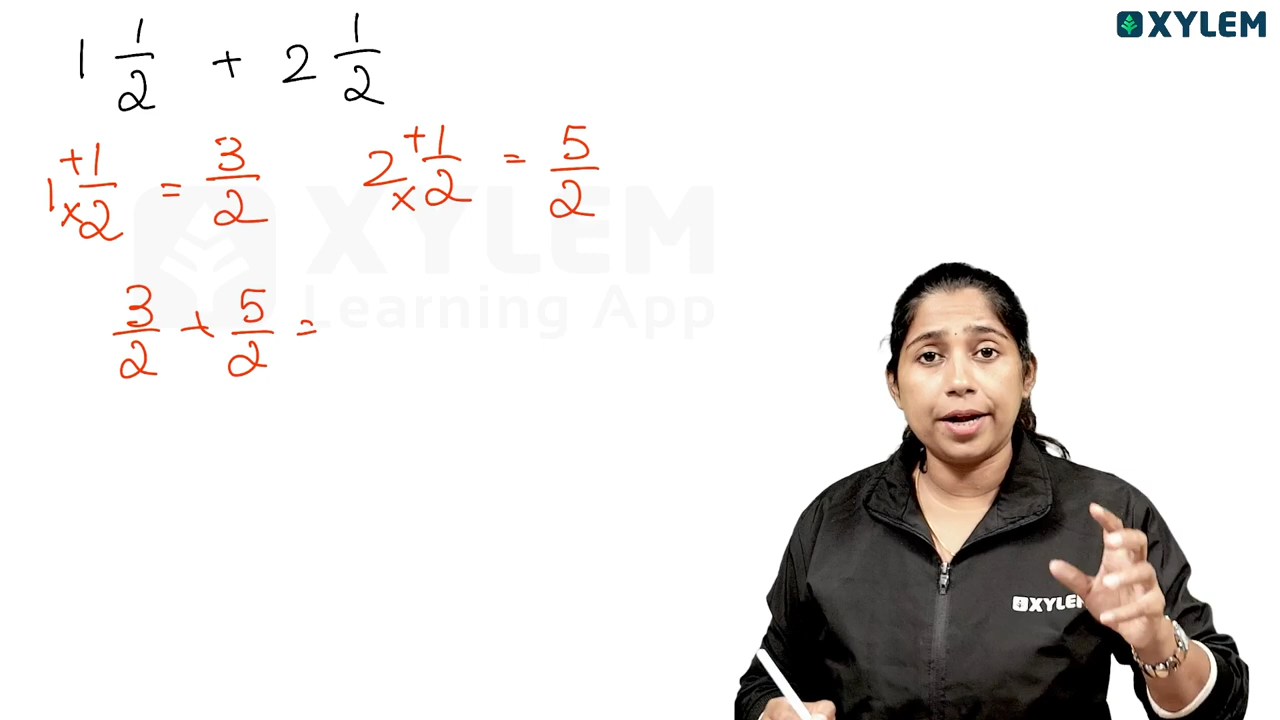 XYLEM
1 1/2 + 2 1/2
1 +1/×2 = 3/2 2 +1/×2 = 5/2
XYLEM
Learning App
3/2 + 5/2 =
XYLEM